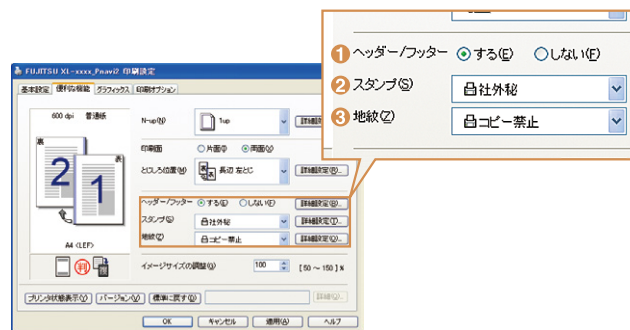 FUJITSU XL-xxxx_Pnavi2 印刷設定
基本設定 便利な機能 グラフィックス 印刷オプション
600 dpi 普通紙
裏
表
2
1
A4 (LEF)
判
N-up(N) 1up
印刷面 片面 両面
とじしろ位置(W) 長辺 左とじ 詳細設定(R)...
ヘッダー/フッター する(E) しない(F) 詳細設定
スタンプ(S) 社外秘 詳細設定
地紋(Z) コピー禁止 詳細設定
イメージサイズの調整 100 [50 ～ 150] %
プリンタ状態表示(Y) バージョン(V) 標準に戻す 詳細(Q)...
OK キャンセル 適用(A) ヘルプ
1 ヘッダー/フッター する(E) しない(F)
2 スタンプ(S) 社外秘
3 地紋(Z) コピー禁止